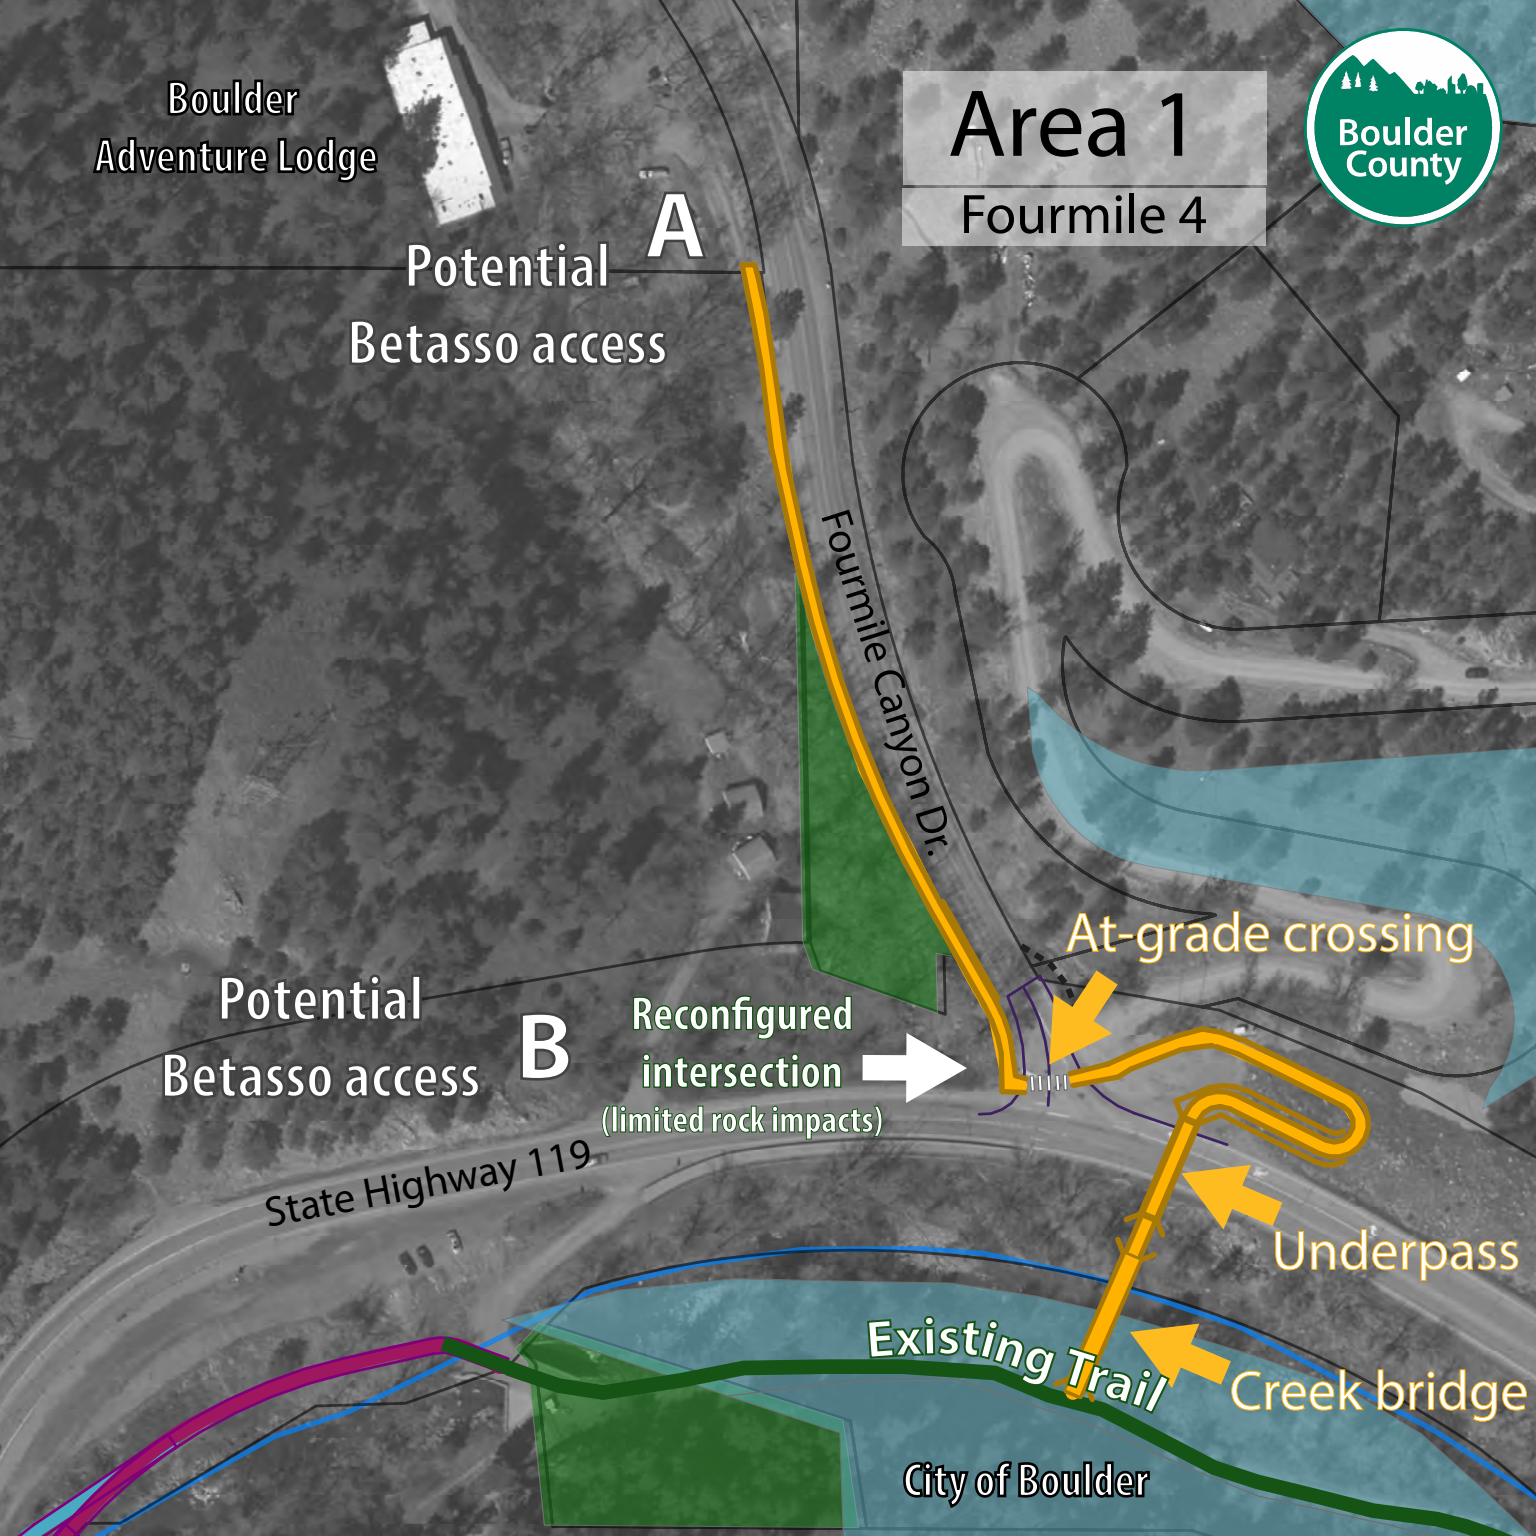 Boulder
Adventure Lodge
Area 1
Fourmile 4
Boulder
County
A
Potential
Betasso access
Fourmile Canyon Dr.
At-grade crossing
Potential
Betasso access
B
Reconfigured
intersection
(limited rock impacts)
State Highway 119
Underpass
Existing Trail
Creek bridge
City of Boulder